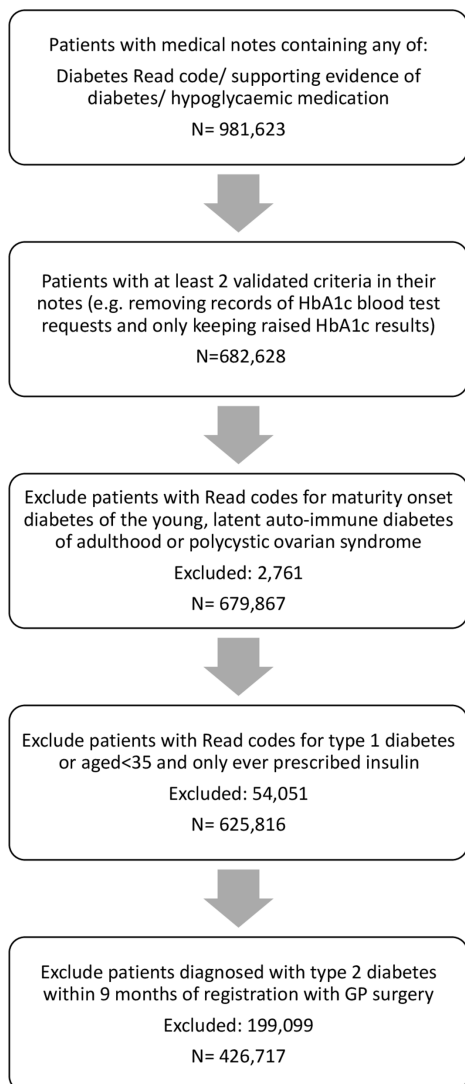 Patients with medical notes containing any of:
Diabetes Read code/ supporting evidence of
diabetes/ hypoglycaemic medication
N= 981,623
Patients with at least 2 validated criteria in their
notes (e.g. removing records of HbA1c blood test
requests and only keeping raised HbA1c results)
N=682,628
Exclude patients with Read codes for maturity onset
diabetes of the young, latent auto-immune diabetes
of adulthood or polycystic ovarian syndrome
Excluded: 2,761
N= 679,867
Exclude patients with Read codes for type 1 diabetes
or aged<35 and only ever prescribed insulin
Excluded: 54,051
N= 625,816
Exclude patients diagnosed with type 2 diabetes
within 9 months of registration with GP surgery
Excluded: 199,099
N= 426,717